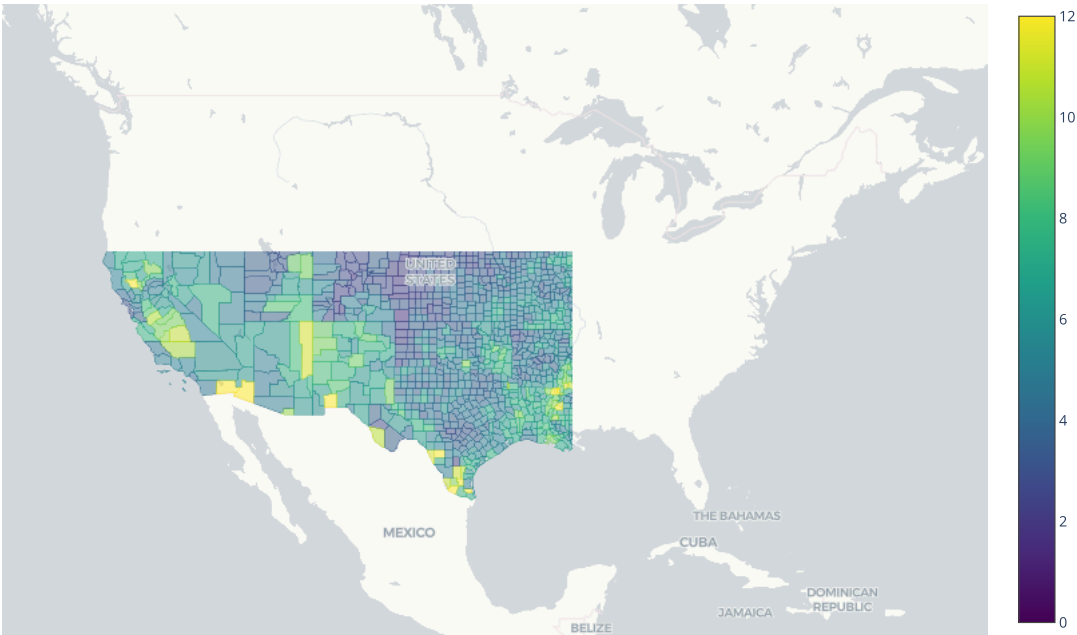 UNITED
STATES
MEXICO
THE BAHAMAS
CUBA
DOMINICAN
REPUBLIC
JAMAICA
BELIZE
12
10
8
6
4
2
0